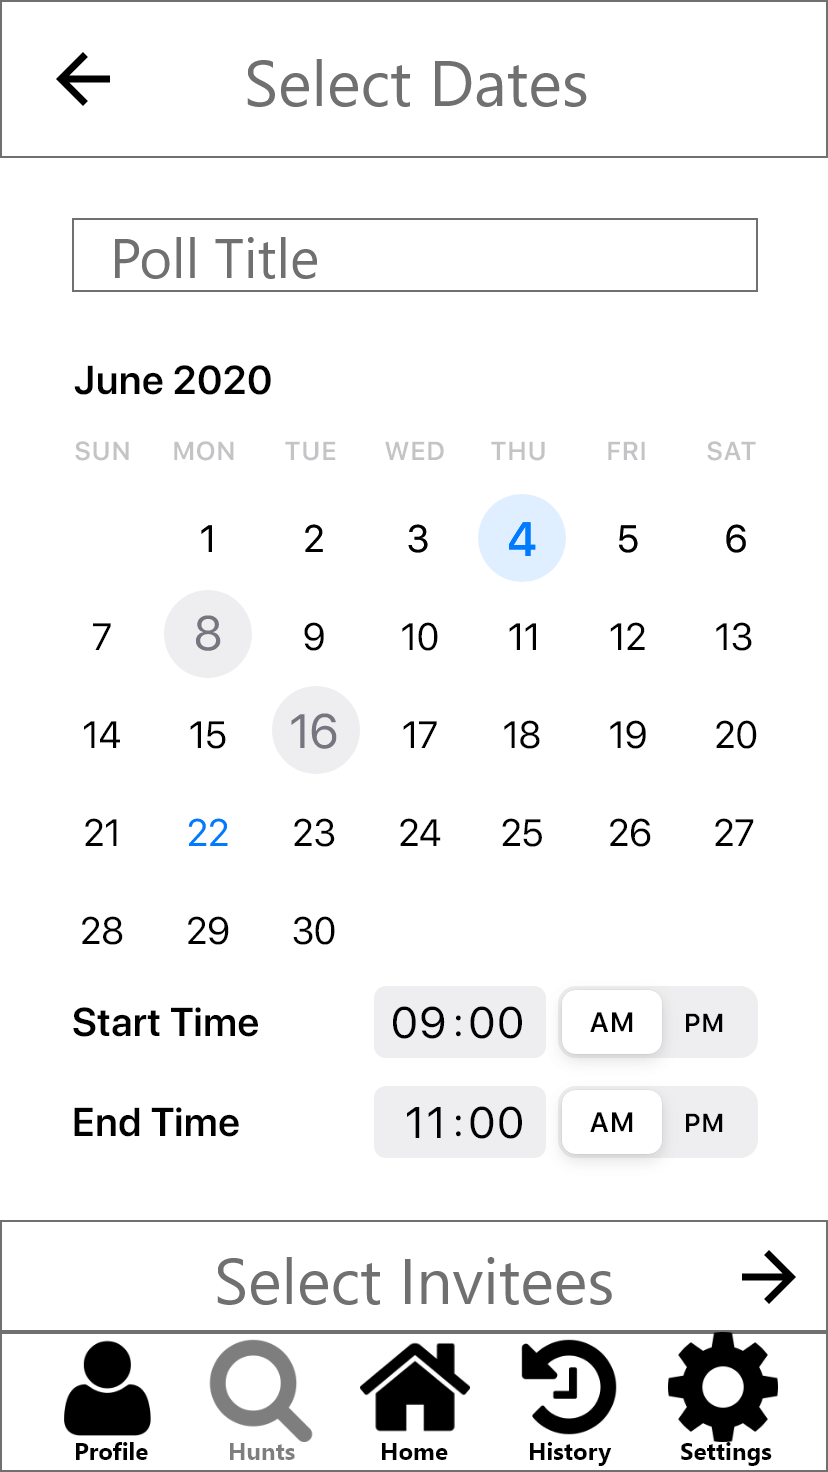 Select Dates
Poll Title
June 2020
SUN MON TUE WED THU FRI SAT
1 2 3 4 5 6
7 8 9 10 11 12 13
14 15 16 17 18 19 20
21 22 23 24 25 26 27
28 29 30
Start Time 09:00 AM PM
End Time 11:00 AM PM
Select Invitees
Profile Hunts Home History Settings